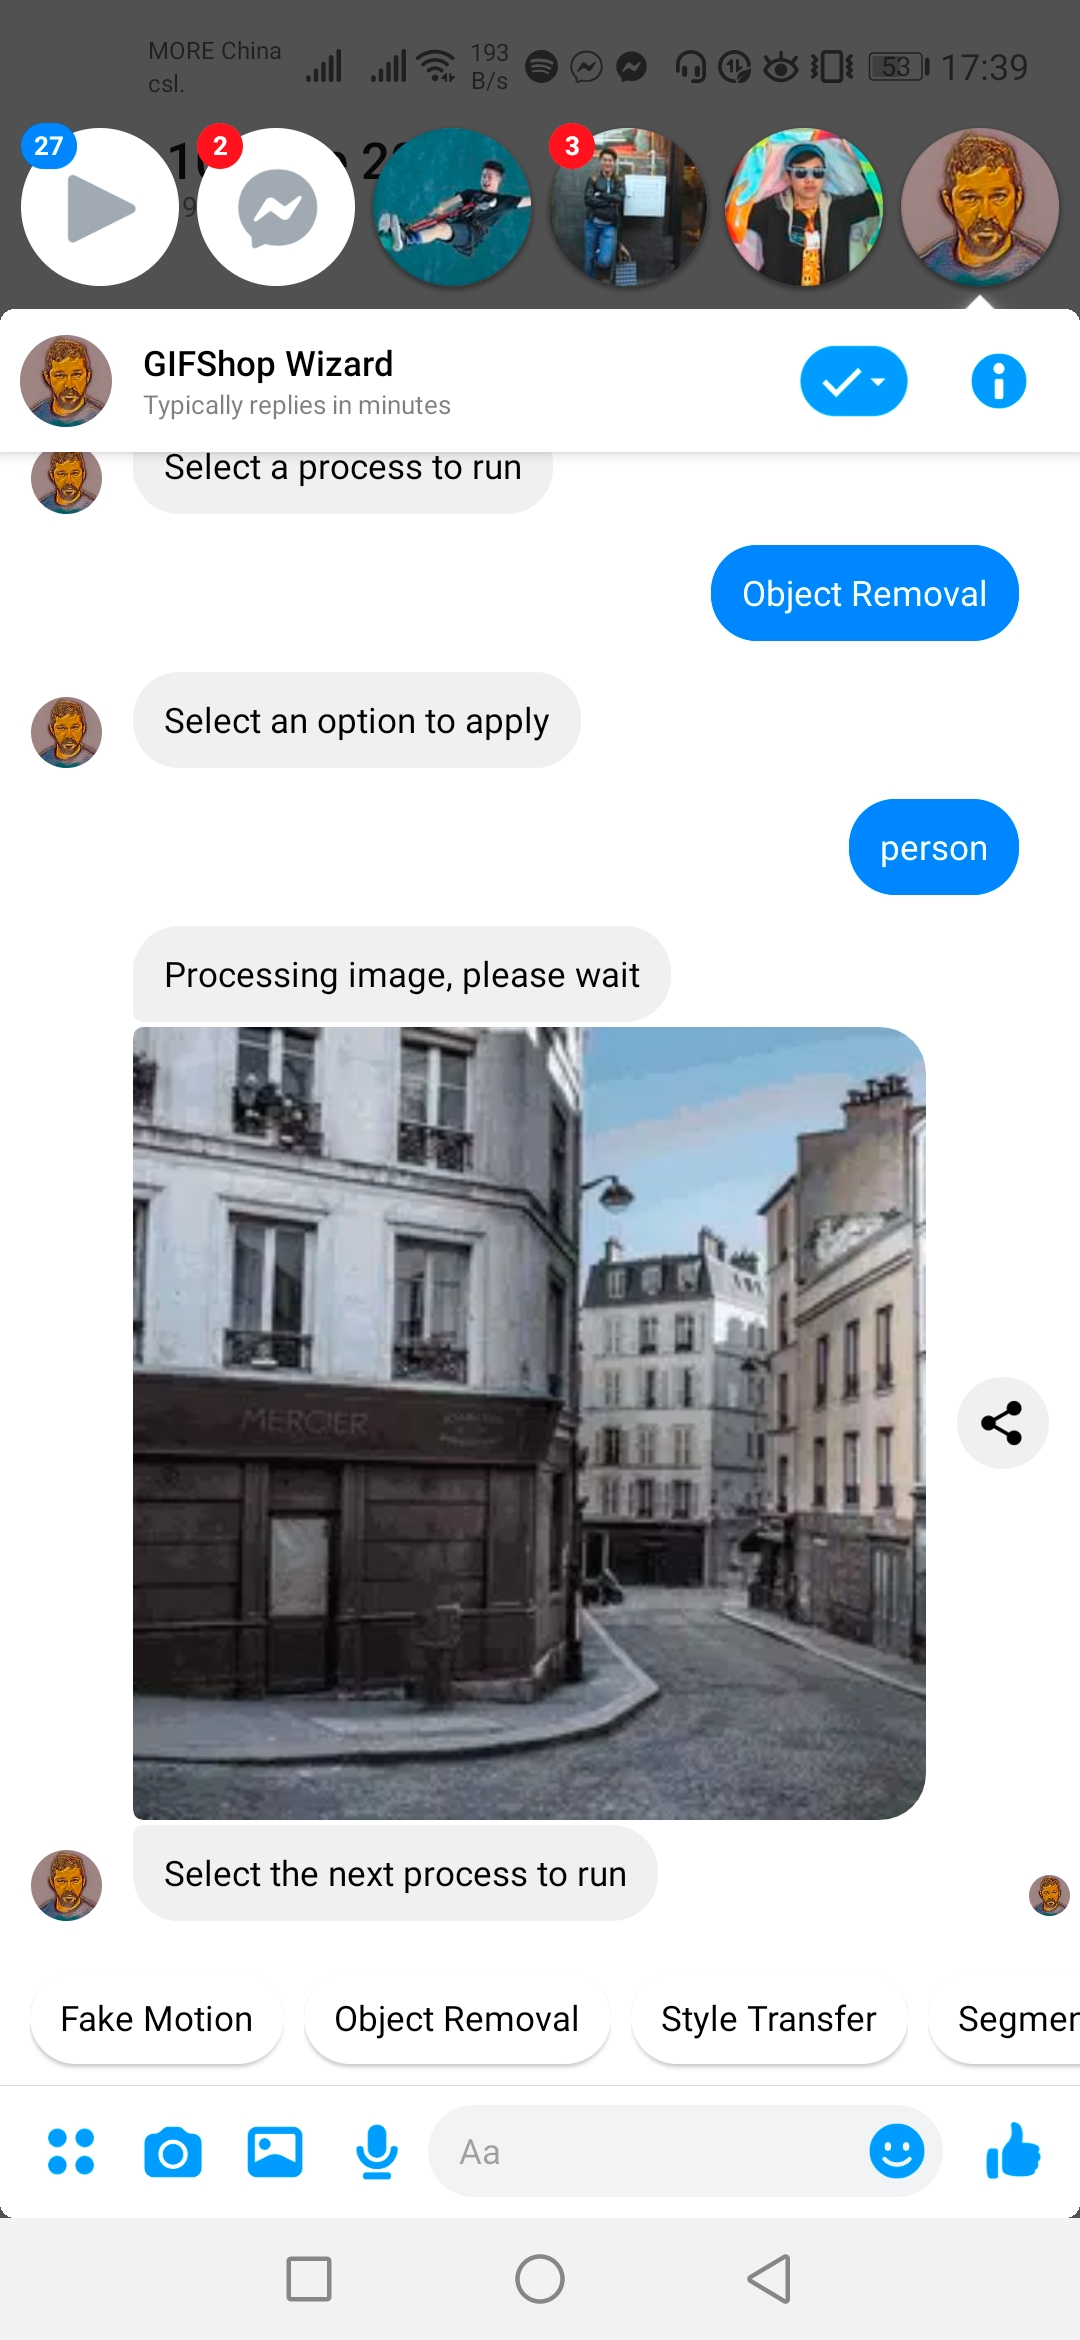 MORE China
csl.
193
B/s
53
17:39
27
2
3
GIFShop Wizard
Typically replies in minutes
Select a process to run
Object Removal
Select an option to apply
person
Processing image, please wait
MERCIER
Select the next process to run
Fake Motion
Object Removal
Style Transfer
Segmen
Aa